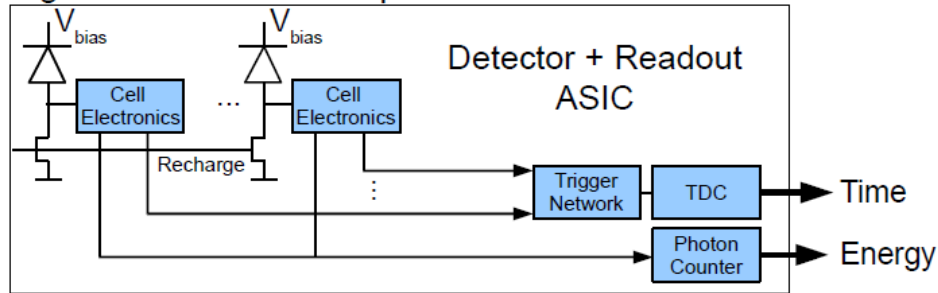 V bias
V bias
Detector + Readout
ASIC
Cell
Electronics
...
Cell
Electronics
Recharge
...
Trigger
Network
TDC
Time
Photon
Counter
Energy